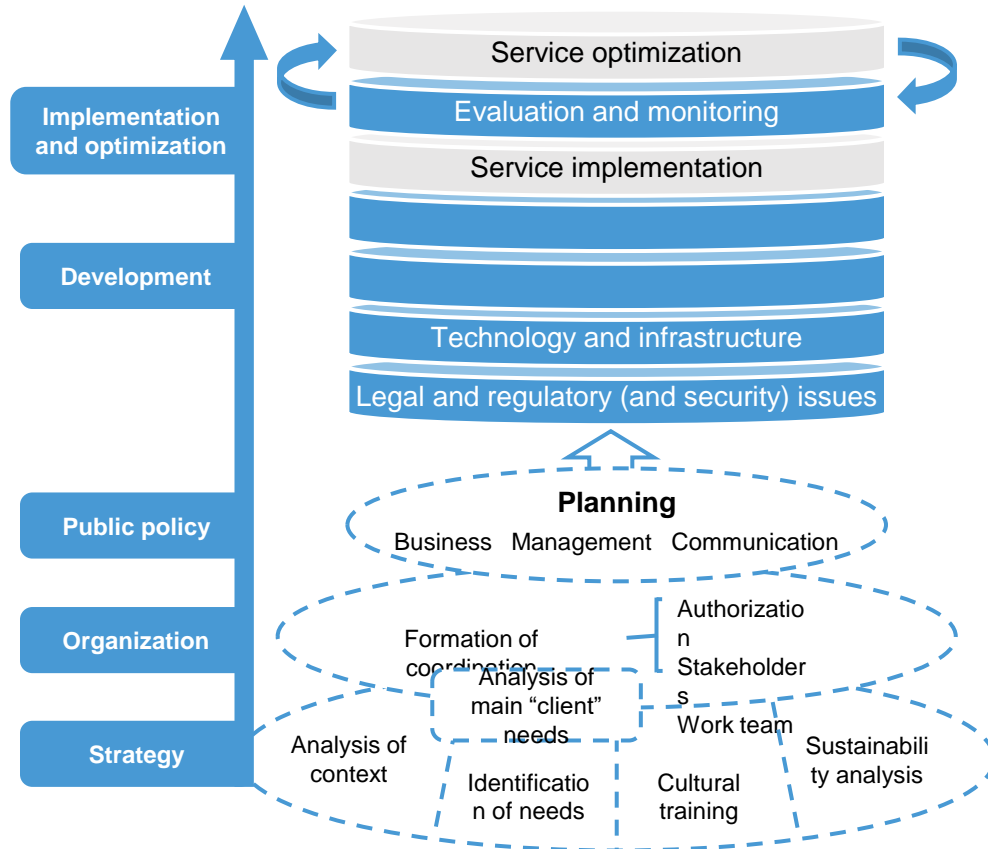 Service optimization
Evaluation and monitoring
Service implementation
Technology and infrastructure
Legal and regulatory (and security) issues
Implementation
and optimization
Development
Public policy
Organization
Strategy
Planning
Business Management Communication
Formation of
coordination
Authorizatio
n
Stakeholder
s
Work team
Analysis of
main “client”
needs
Analysis of
context
Identificatio
n of needs
Cultural
training
Sustainabili
ty analysis